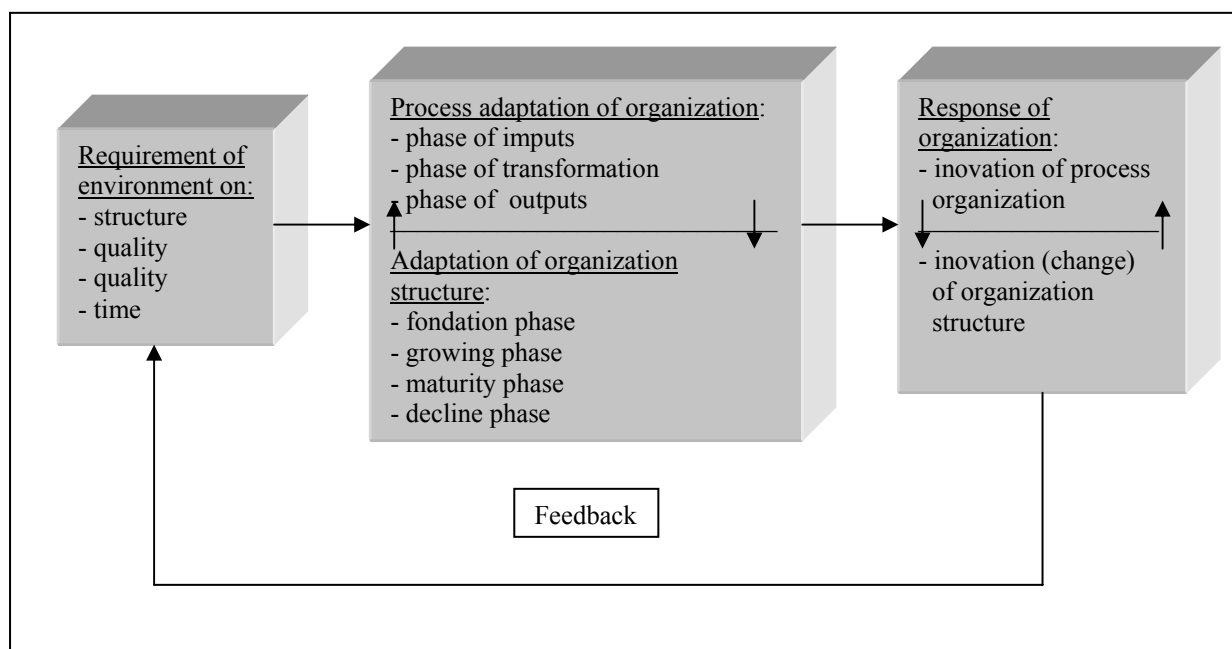 Requirement of
environment on:
- structure
- quality
- quality
- time
Process adaptation of organization:
- phase of imputs
- phase of transformation
- phase of outputs
Adaptation of organization
structure:
- fondation phase
- growing phase
- maturity phase
- decline phase
Response of
organization:
- inovation of process
organization
- inovation (change)
of organization
structure
Feedback